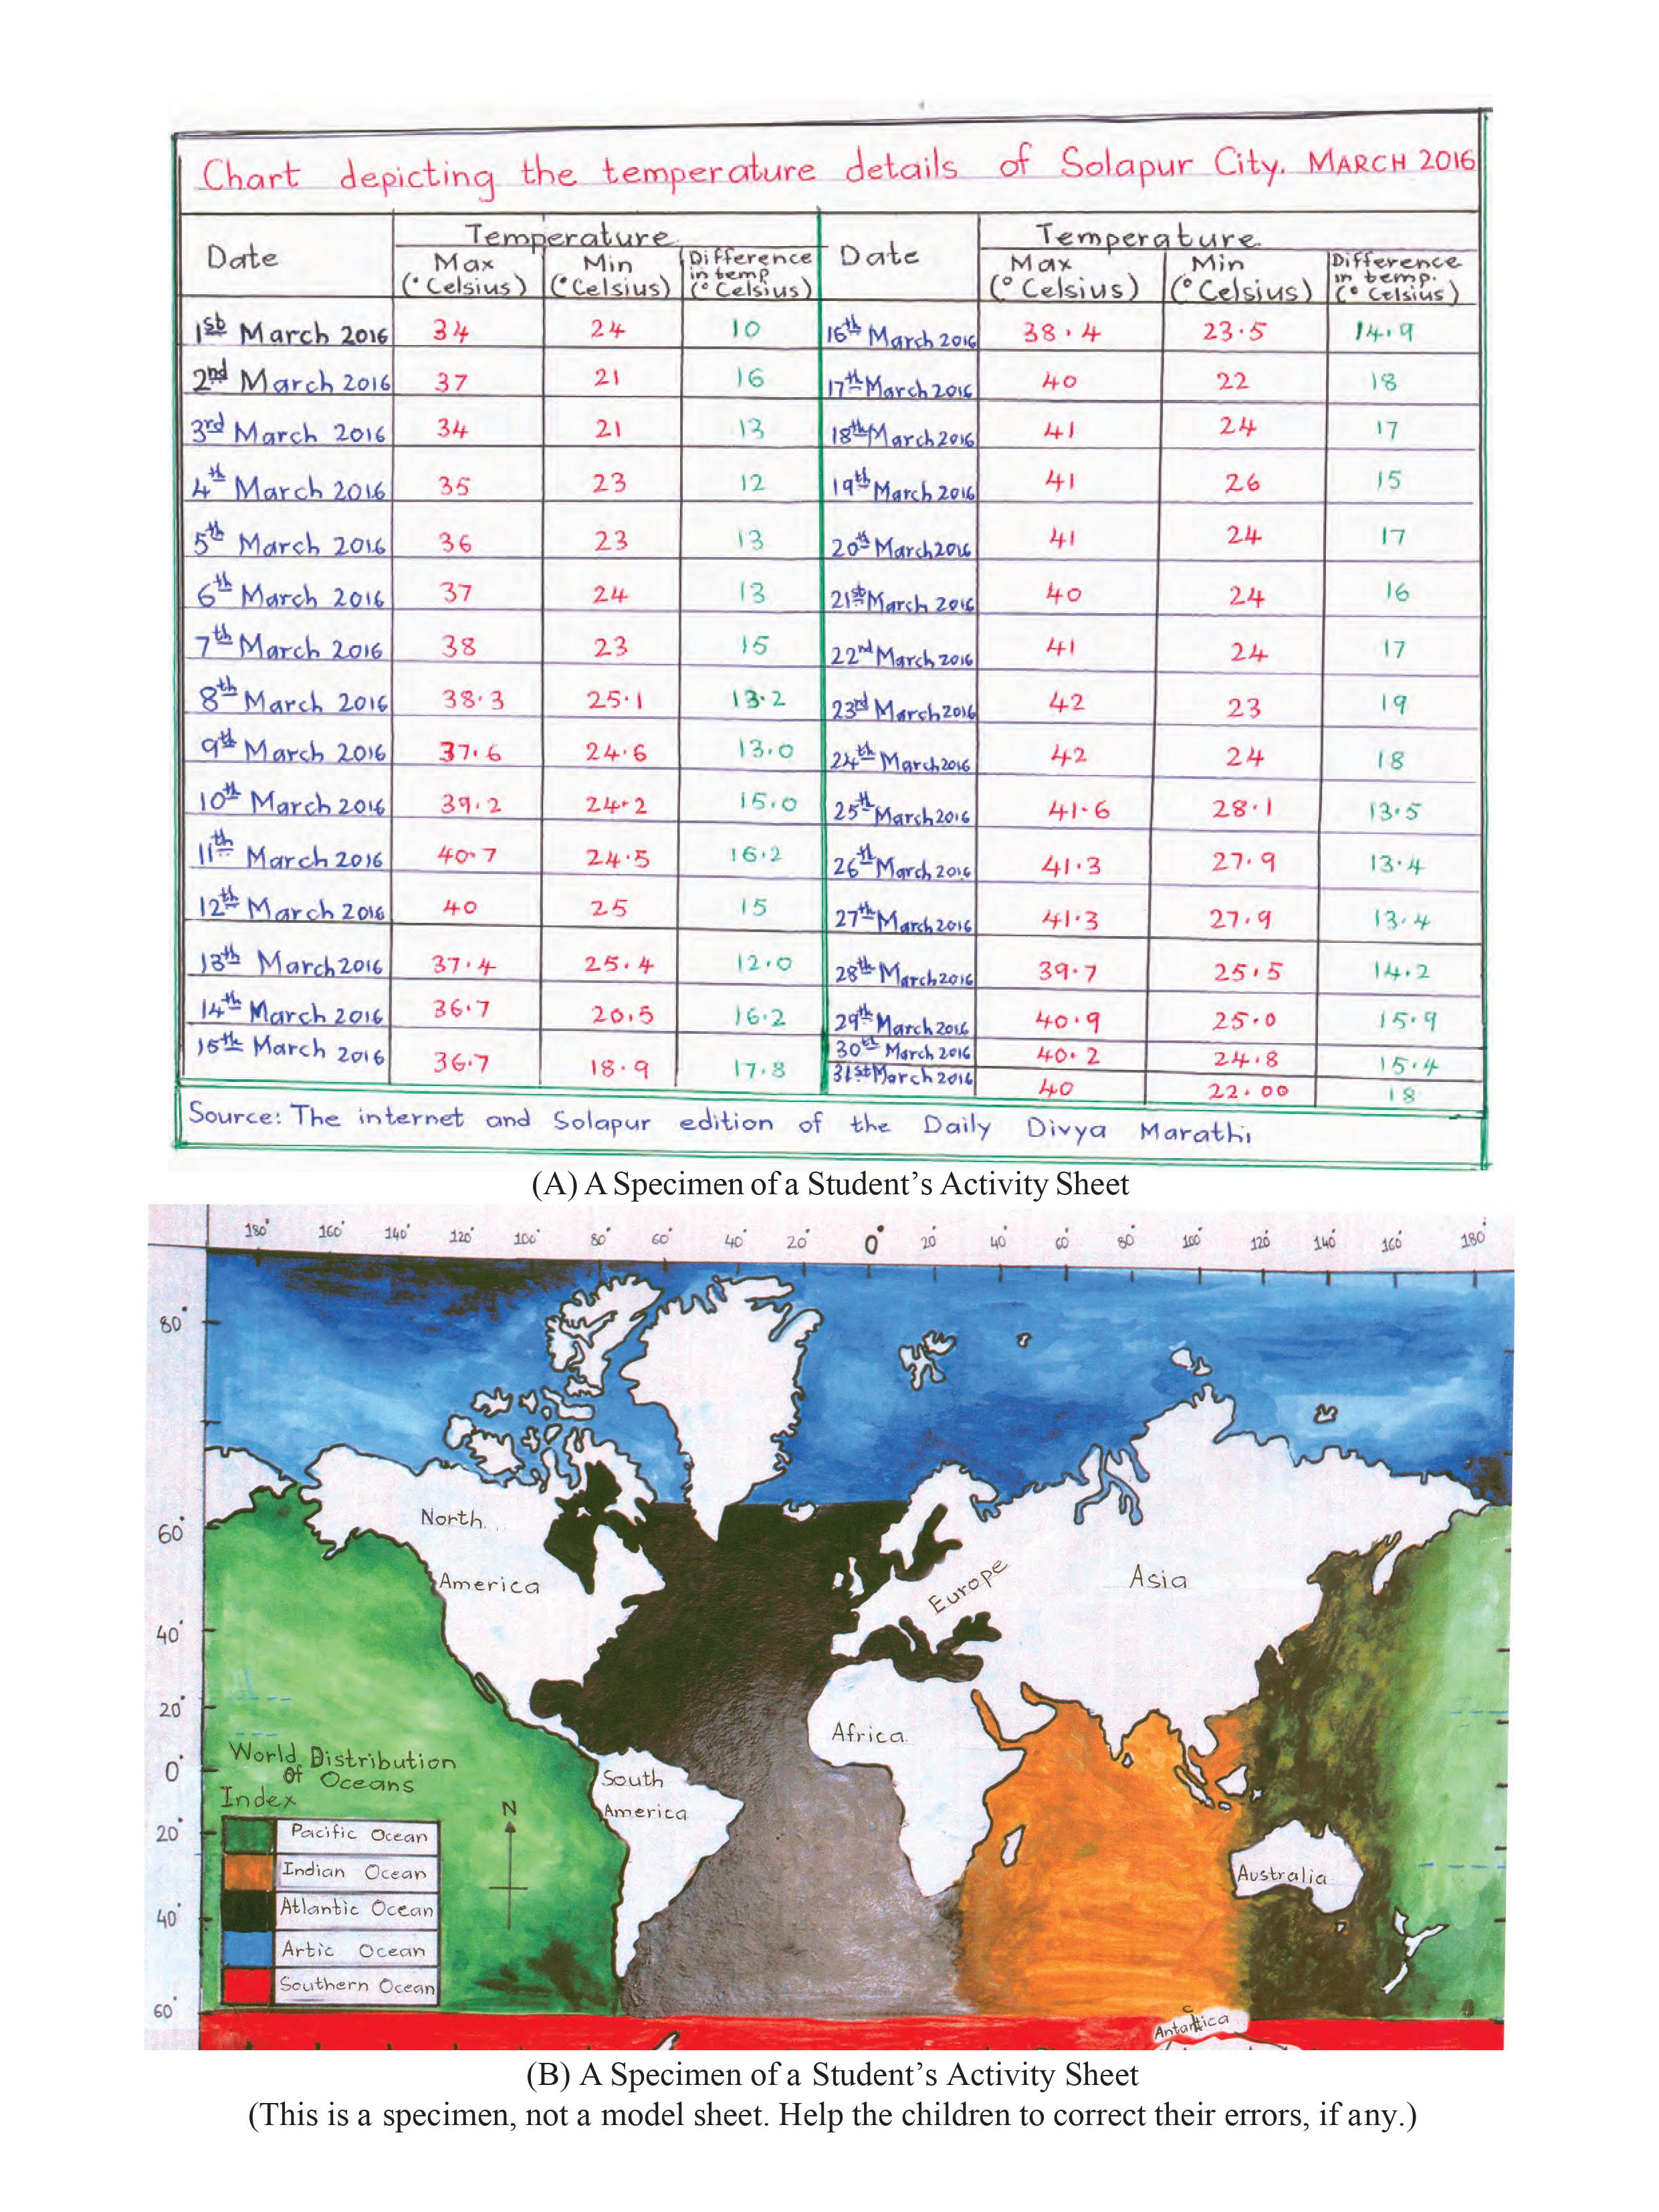 Chart depicting the temperature details of Solapur City. MARCH 2016
Date Temperature Date Temperature
Max (° Celsius) Min (° Celsius) Difference in temp (° Celsius) Max (° Celsius) Min (° Celsius) Difference in temp. (° Celsius)
1st March 2016 34 24 10 16th March 2016 38.4 23.5 14.9
2nd March 2016 37 21 16 17th March 2016 40 22 18
3rd March 2016 34 21 13 18th March 2016 41 24 17
4th March 2016 35 23 12 19th March 2016 41 26 15
5th March 2016 36 23 13 20th March 2016 41 24 17
6th March 2016 37 24 13 21st March 2016 40 24 16
7th March 2016 38 23 15 22nd March 2016 41 24 17
8th March 2016 38.3 25.1 13.2 23rd March 2016 42 23 19
9th March 2016 37.6 24.6 13.0 24th March 2016 42 24 18
10th March 2016 39.2 24.2 15.0 25th March 2016 41.6 28.1 13.5
11th March 2016 40.7 24.5 16.2 26th March 2016 41.3 27.9 13.4
12th March 2016 40 25 15 27th March 2016 41.3 27.9 13.4
13th March 2016 37.4 25.4 12.0 28th March 2016 39.7 25.5 14.2
14th March 2016 36.7 20.5 16.2 29th March 2016 40.9 25.0 15.9
15th March 2016 36.7 18.9 17.8 30th March 2016 40.2 24.8 15.4
31st March 2016 40 22.00 18
Source: The internet and Solapur edition of the Daily Divya Marathi
(A) A Specimen of a Student's Activity Sheet
180° 160° 140° 120° 100° 80° 60° 40° 20° 0° 20° 40° 60° 80° 100° 120° 140° 160° 180°
80°
60°
40°
20°
0°
20°
40°
60°
North
America
Europe
Asia
Africa
South
America
Australia
Antarctica
World Distribution
Of Oceans
Index
N
Pacific Ocean
Indian Ocean
Atlantic Ocean
Artic Ocean
Southern Ocean
(B) A Specimen of a Student's Activity Sheet
(This is a specimen, not a model sheet. Help the children to correct their errors, if any.)